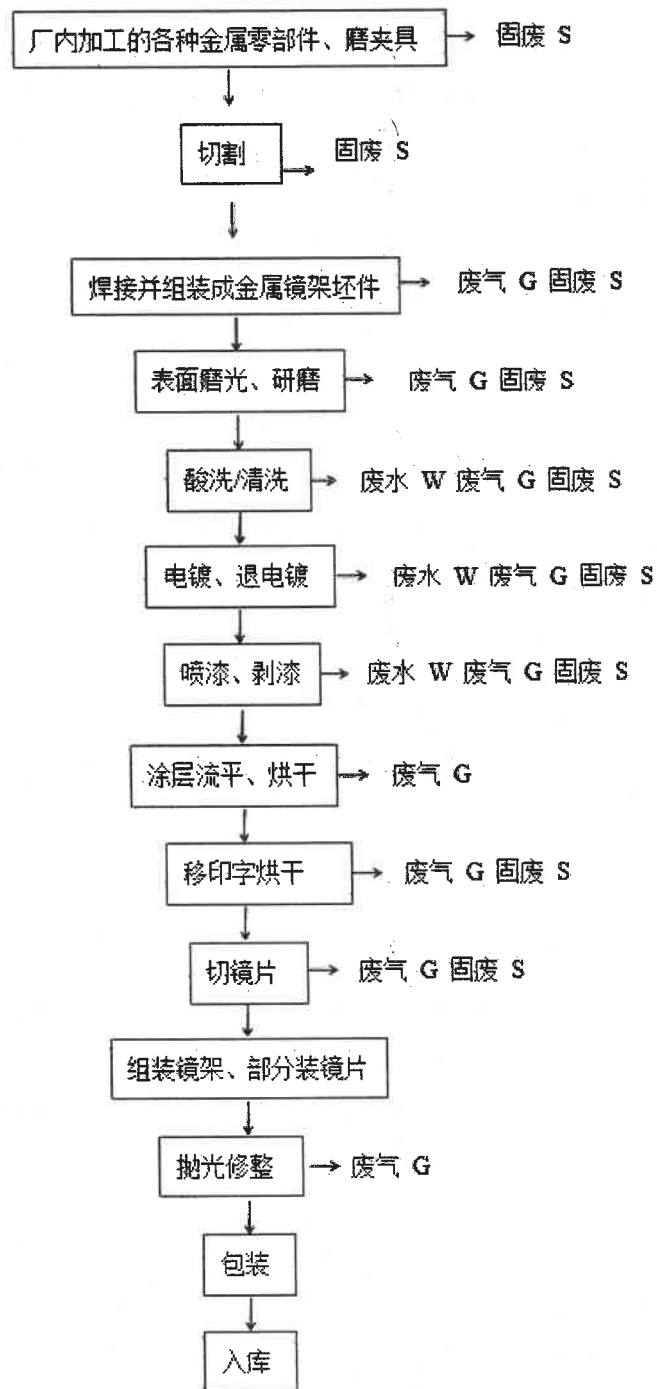 厂内加工的各种金属零部件、磨夹具 固废 S
切割 固废 S
焊接并组装成金属镜架坯件 废气 G 固废 S
表面磨光、研磨 废气 G 固废 S
酸洗/清洗 废水 W 废气 G 固废 S
电镀、退电镀 废水 W 废气 G 固废 S
喷漆、剥漆 废水 W 废气 G 固废 S
涂层流平、烘干 废气 G
移印字烘干 废气 G 固废 S
切镜片 废气 G 固废 S
组装镜架、部分装镜片
抛光修整 废气 G
包装
入库